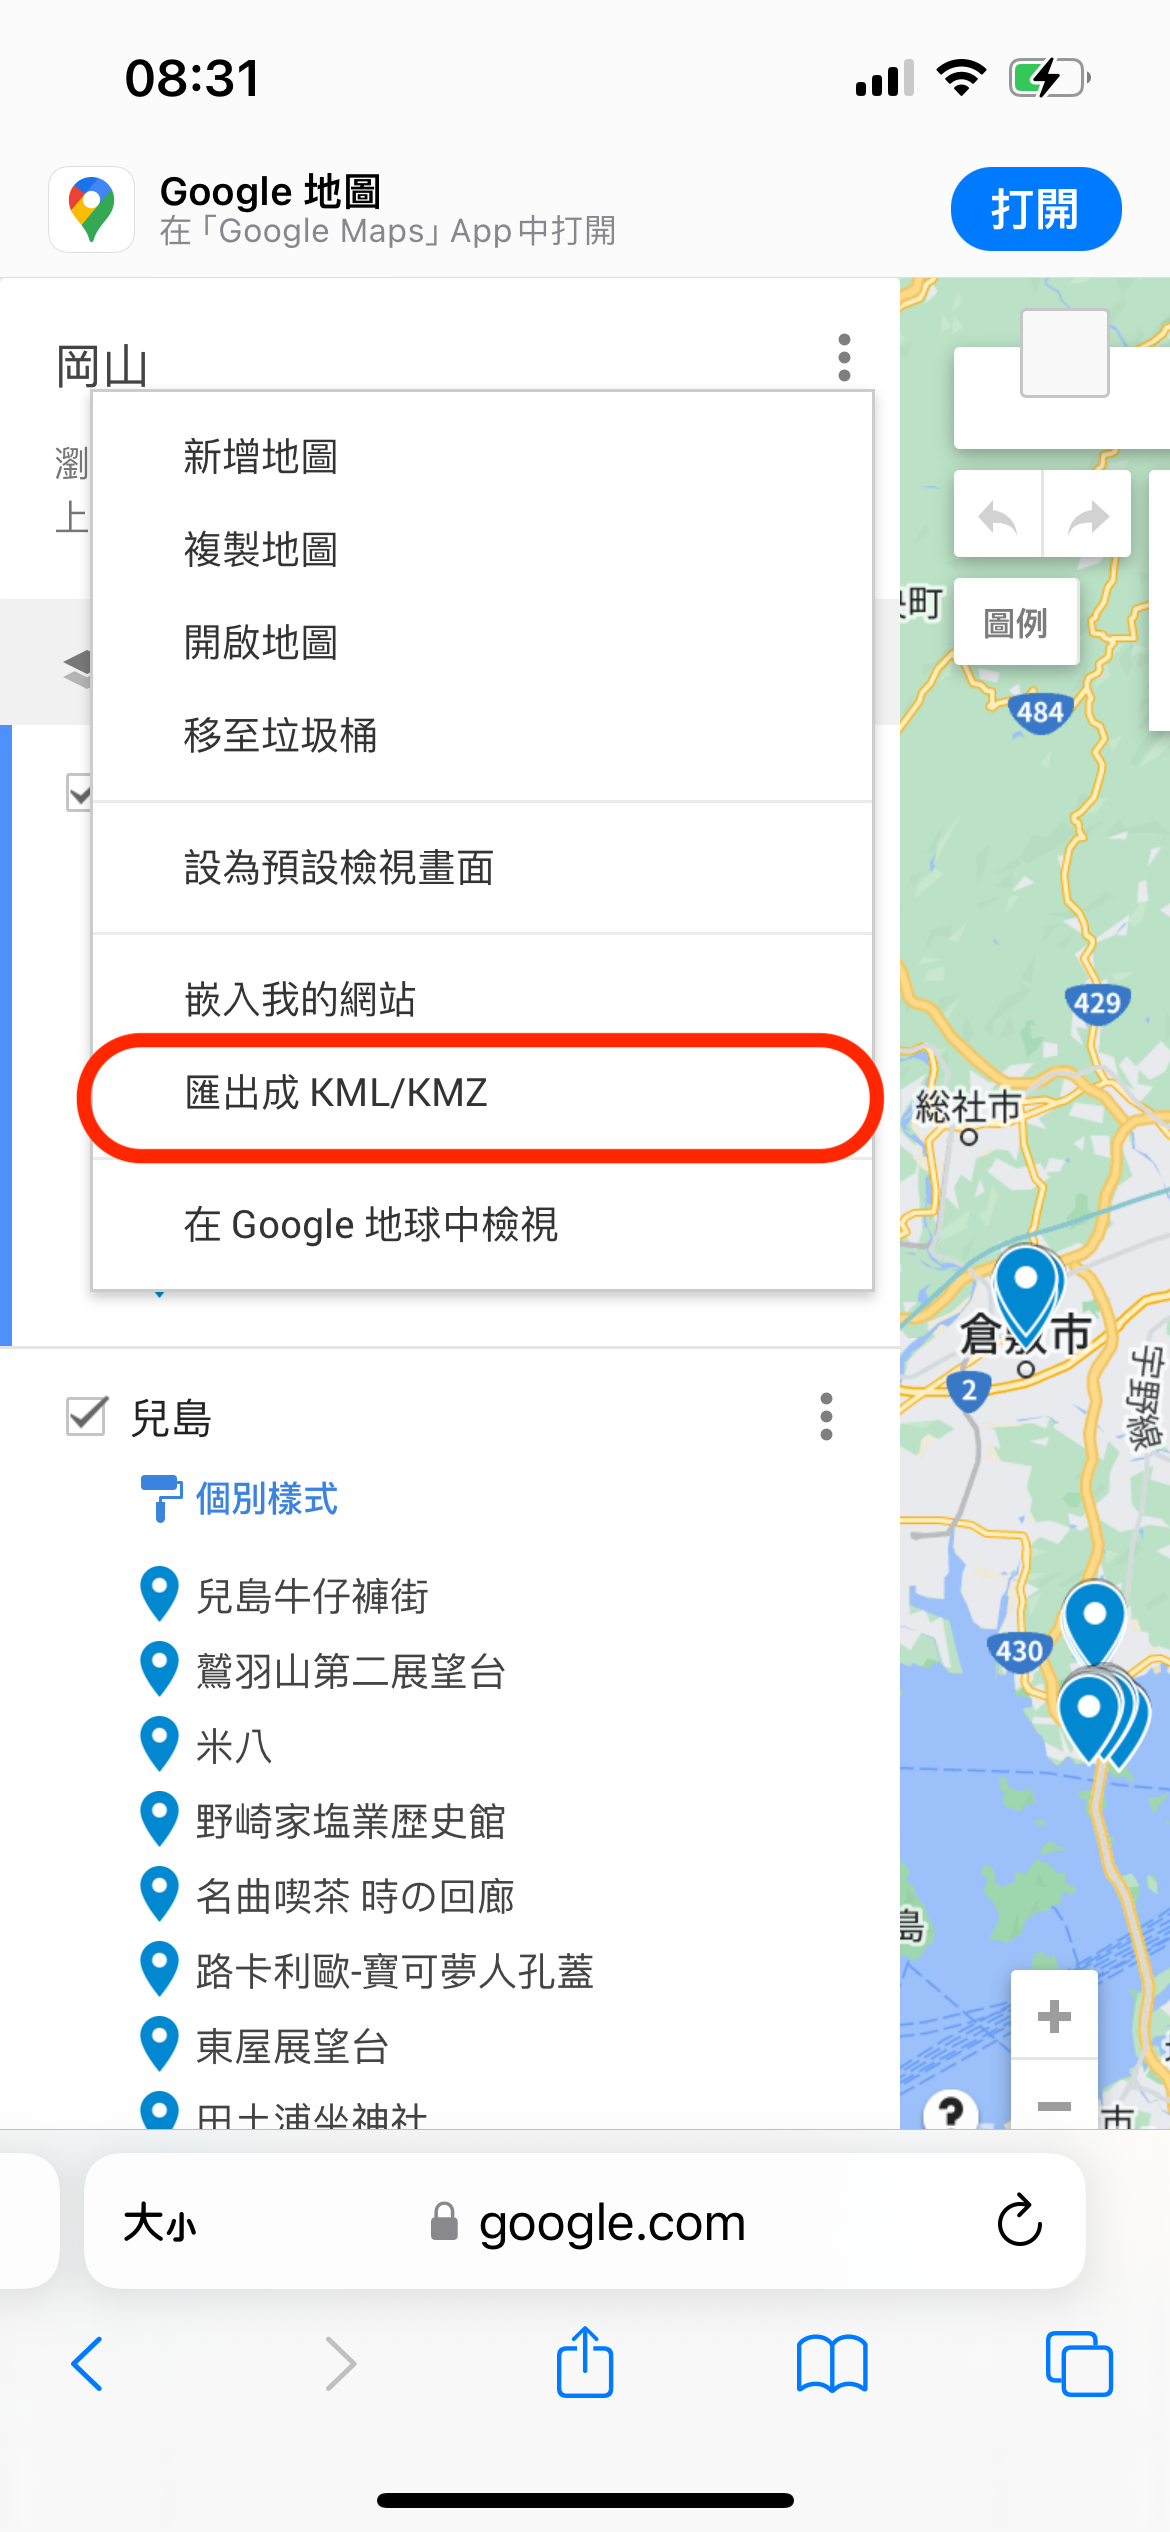 08:31
Google 地圖
在「Google Maps」App中打開
打開
岡山
瀏
上
新增地圖
複製地圖
開啟地圖
移至垃圾桶
設為預設檢視畫面
嵌入我的網站
匯出成 KML/KMZ
在 Google 地球中檢視
兒島
個別樣式
兒島牛仔褲街
鷲羽山第二展望台
米八
野崎家塩業歴史館
名曲喫茶 時の回廊
路卡利歐-寶可夢人孔蓋
東屋展望台
田土浦坐神社
町
圖例
484
429
総社市
倉敷市
2
宇野線
430
島
+
−
?
市
大小
google.com